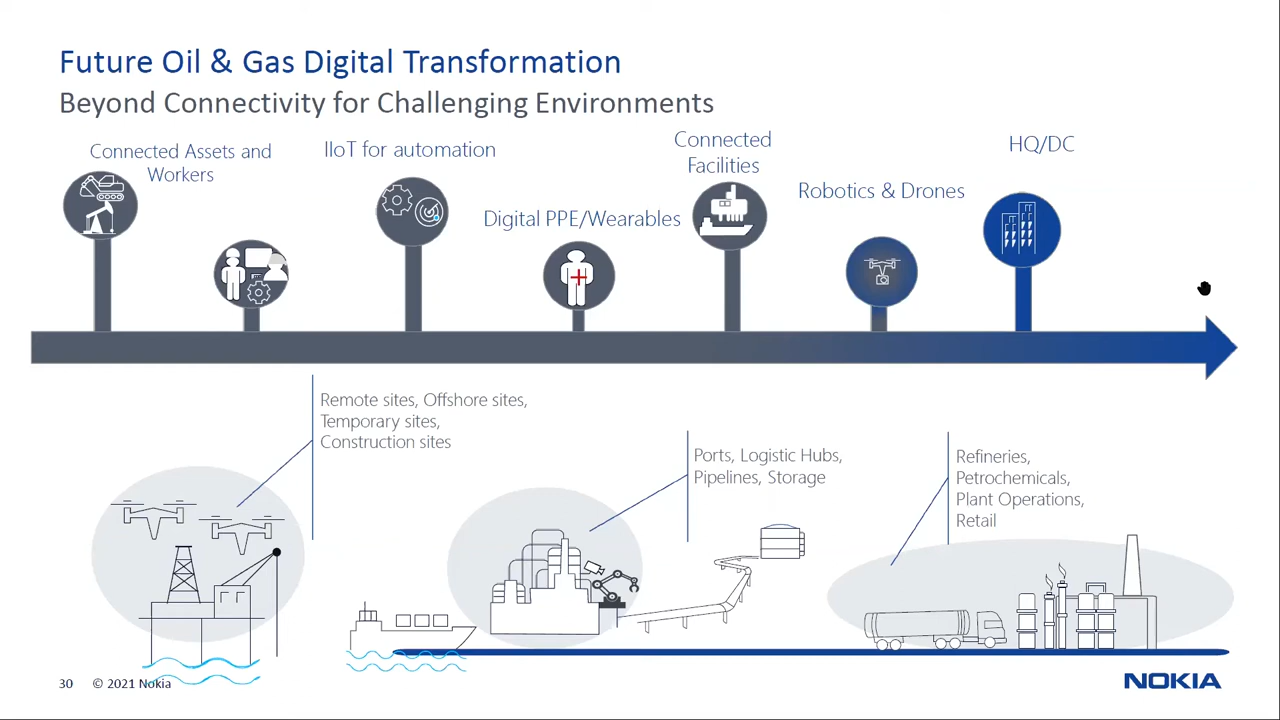 Future Oil & Gas Digital Transformation
Beyond Connectivity for Challenging Environments
Connected Assets and
Workers
IIoT for automation
Digital PPE/Wearables
Connected
Facilities
Robotics & Drones
HQ/DC
Remote sites, Offshore sites,
Temporary sites,
Construction sites
Ports, Logistic Hubs,
Pipelines, Storage
Refineries,
Petrochemicals,
Plant Operations,
Retail
30 © 2021 Nokia
NOKIA